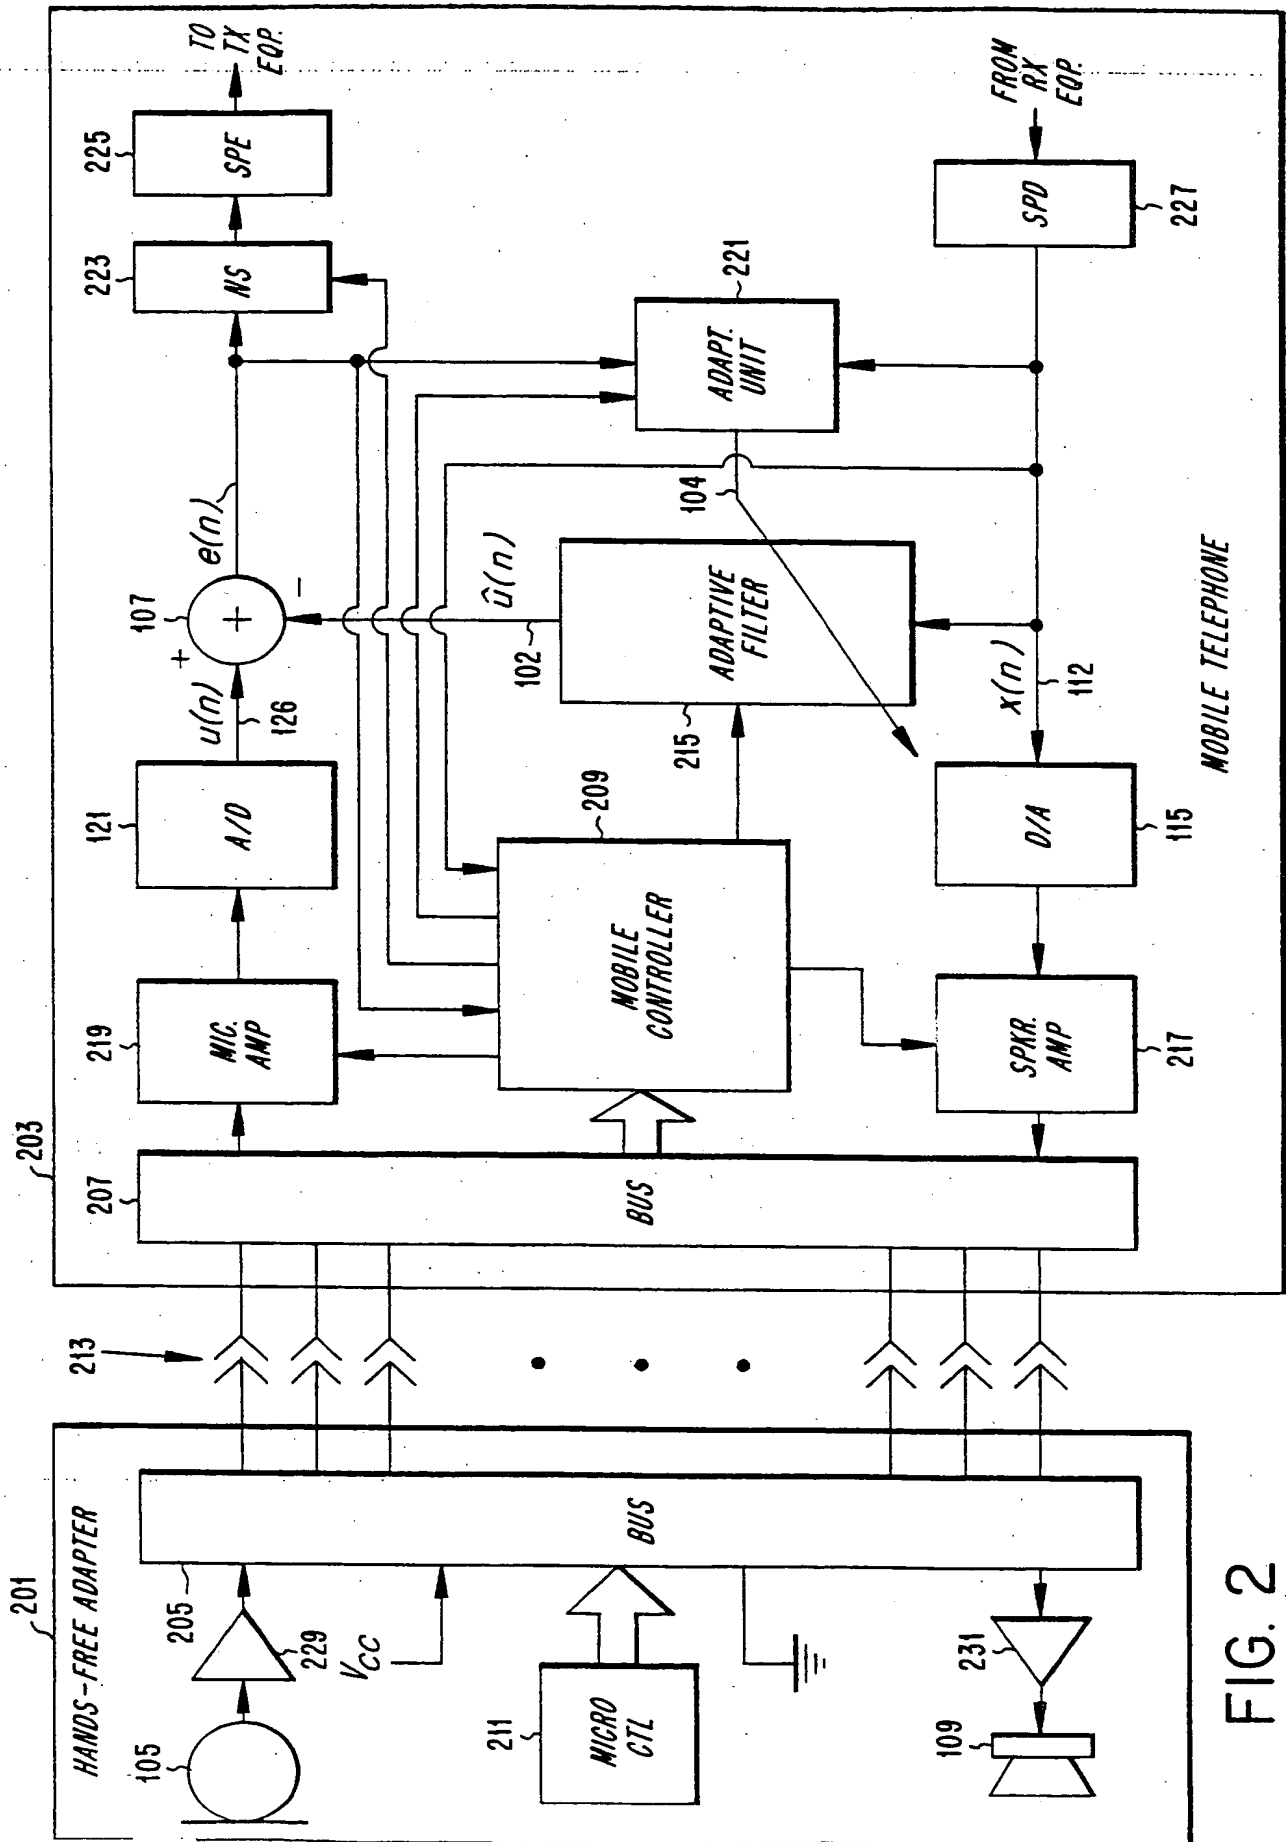 201
HANDS-FREE ADAPTER
105
229
205
VCC
211
MICRO
CTL
BUS
231
109
213
203
MOBILE TELEPHONE
207
BUS
219
MIC.
AMP
121
A/D
u(n)
126
+
107
+
-
e(n)
223
NS
225
SPE
TO
TX
EQP.
209
MOBILE
CONTROLLER
215
ADAPTIVE
FILTER
102
û(n)
104
221
ADAPT.
UNIT
217
SPKR.
AMP
115
D/A
x(n)
112
227
SPD
FROM
RX
EQP.
FIG. 2